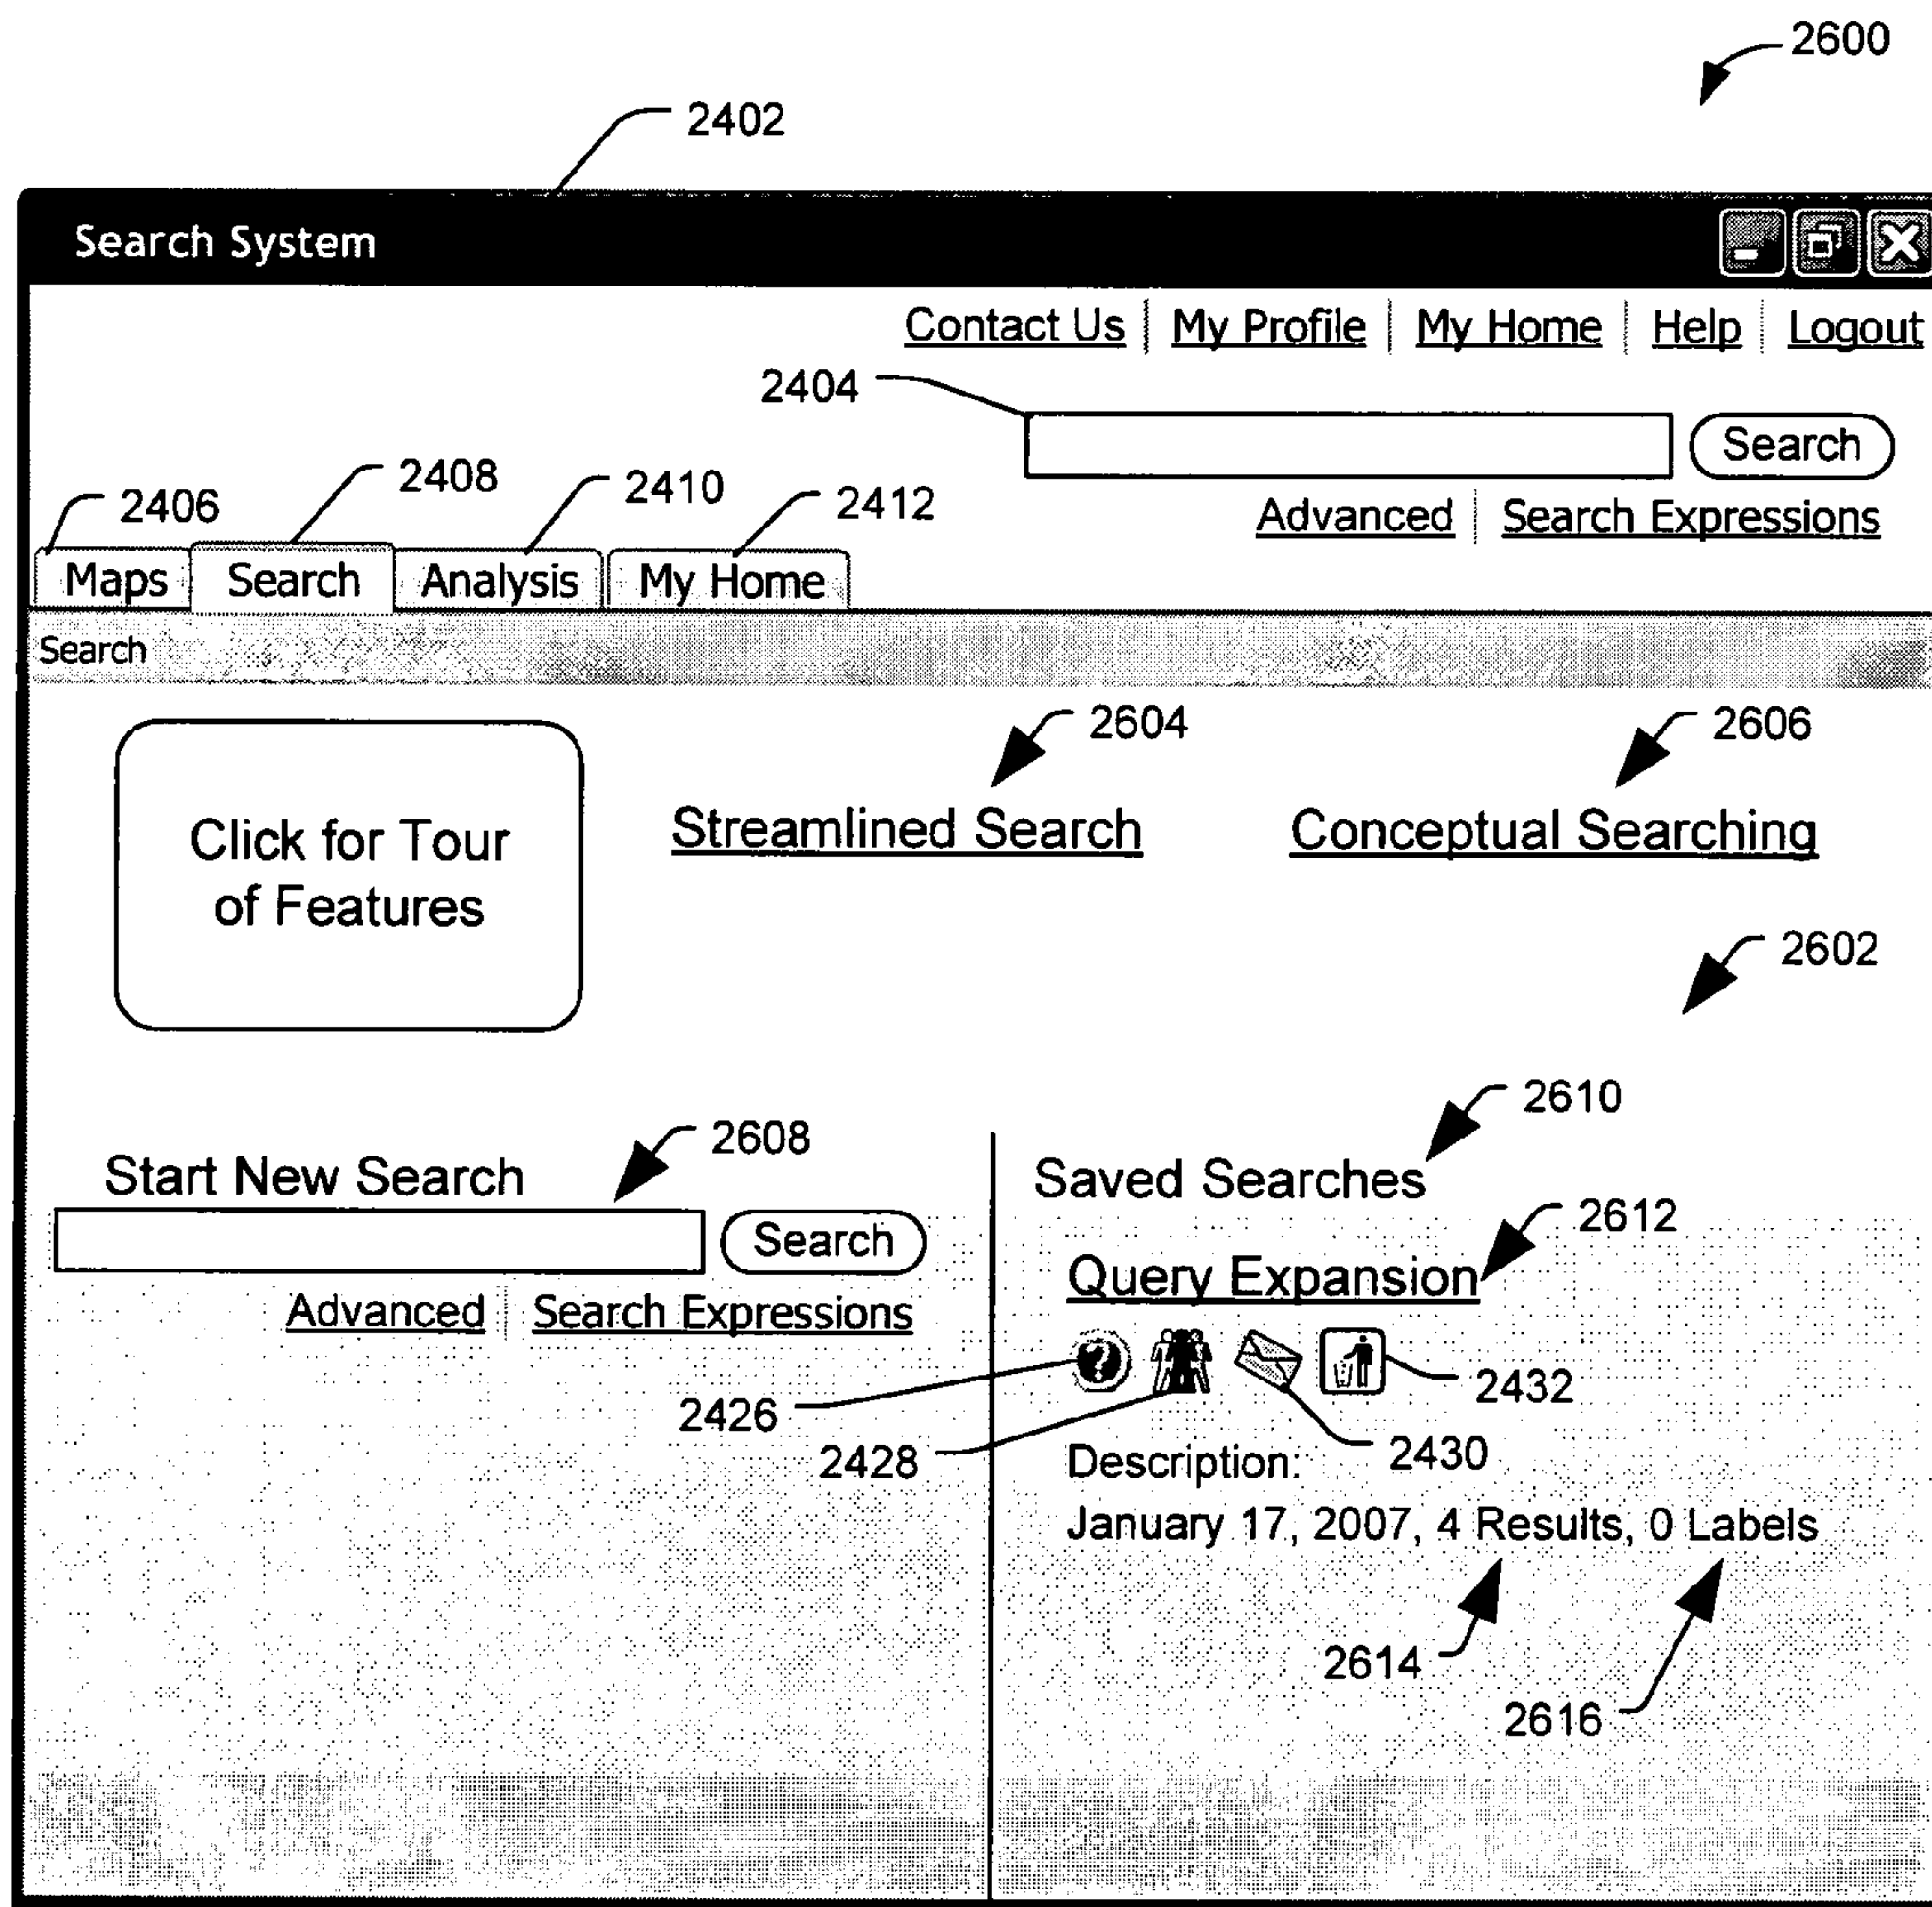 2600
2402
Search System
Contact Us My Profile My Home Help Logout
2404
Search
2406 2408 2410 2412
Advanced Search Expressions
Maps Search Analysis My Home
Search
2604 2606
Click for Tour
of Features
Streamlined Search Conceptual Searching
2602
2610
2608
Start New Search
Search
Advanced Search Expressions
Saved Searches
2612
Query Expansion
?
2426
2432
2428
2430
Description:
January 17, 2007, 4 Results, 0 Labels
2614
2616